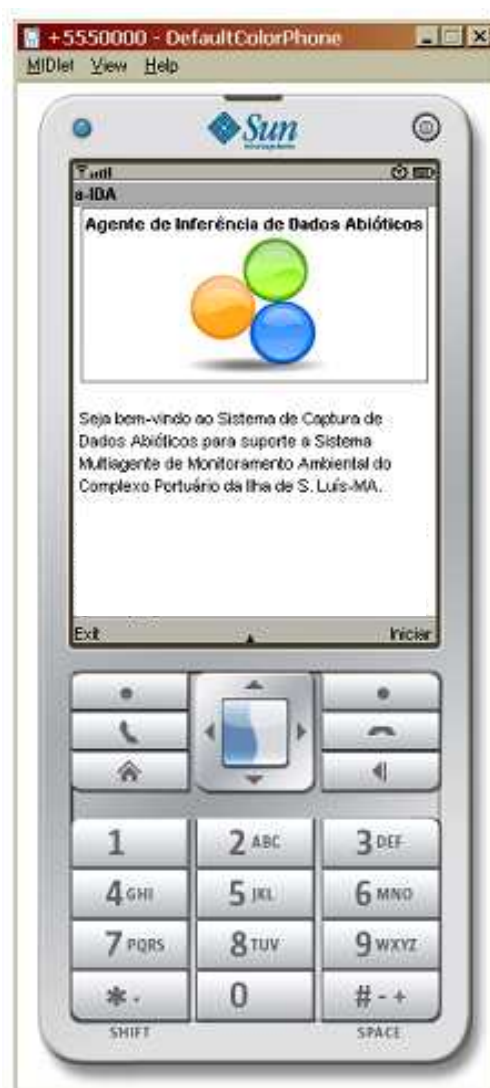 +5550000 - DefaultColorPhone
MIDlet View Help
Sun
a-IDA
Agente de Inferência de Dados Abióticos
Seja bem-vindo ao Sistema de Captura de
Dados Abióticos para suporte a Sistema
Multiagente de Monitoramento Ambiental do
Complexo Portuário da Ilha de S. Luís-MA.
Exit Iniciar
1 2 ABC 3 DEF
4 GHI 5 JKL 6 MNO
7 PQRS 8 TUV 9 WXYZ
* . 0 # - +
SHIFT SPACE